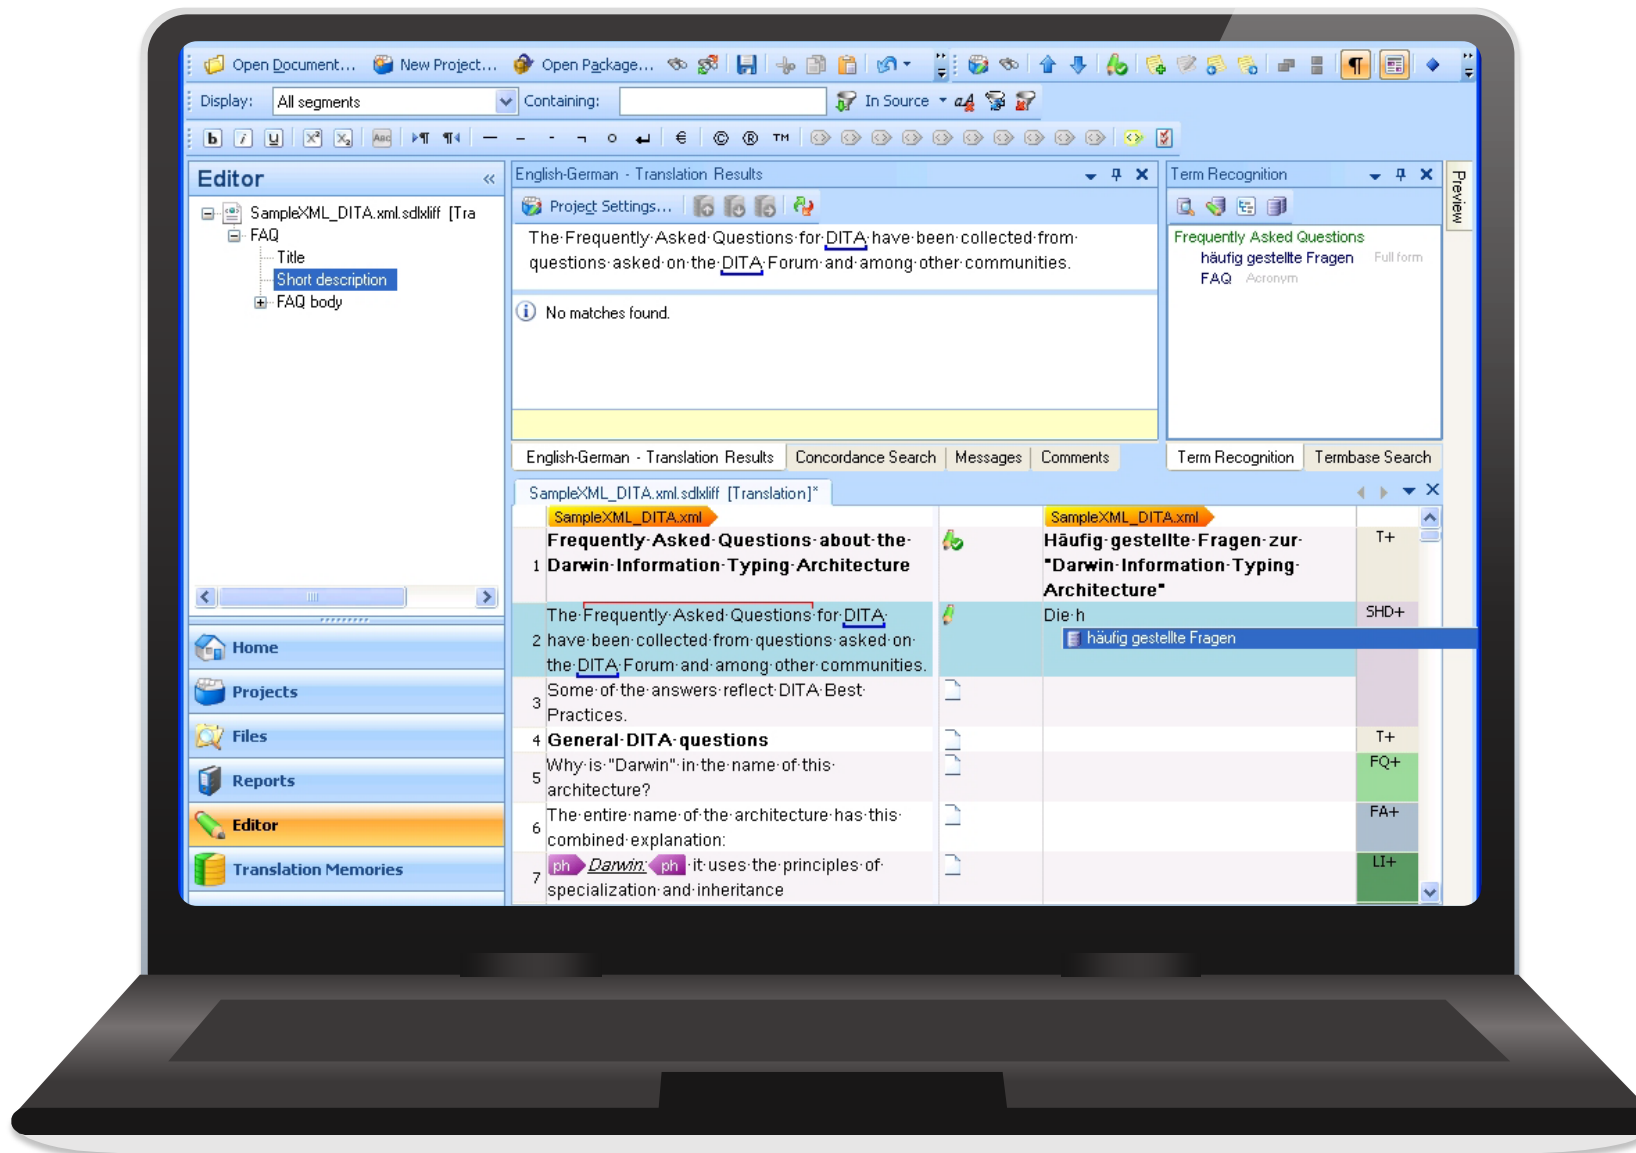 Open Document... New Project... Open Package...
Display: All segments Containing: In Source
b i U X² X₂ ABC ¶ ¶ — – - ¬ o ↵ € © ® ™
Editor «
SampleXML_DITA.xml.sdlxliff [Tra
FAQ
Title
Short description
FAQ body
Home
Projects
Files
Reports
Editor
Translation Memories
English-German - Translation Results
Project Settings...
The Frequently Asked Questions for DITA have been collected from
questions asked on the DITA Forum and among other communities.
No matches found.
English-German - Translation Results Concordance Search Messages Comments
Term Recognition
Frequently Asked Questions
häufig gestellte Fragen Full form
FAQ Acronym
Term Recognition Termbase Search
Preview
SampleXML_DITA.xml.sdlxliff [Translation]*
SampleXML_DITA.xml SampleXML_DITA.xml
1 Frequently Asked Questions about the
Darwin Information Typing Architecture
Häufig gestellte Fragen zur
"Darwin Information Typing
Architecture"
T+
2 The Frequently Asked Questions for DITA
have been collected from questions asked on
the DITA Forum and among other communities.
Die h
häufig gestellte Fragen
SHD+
3 Some of the answers reflect DITA Best
Practices.
4 General DITA questions
T+
5 Why is "Darwin" in the name of this
architecture?
FQ+
6 The entire name of the architecture has this
combined explanation:
FA+
7 ph Darwin: ph it uses the principles of
specialization and inheritance
LI+